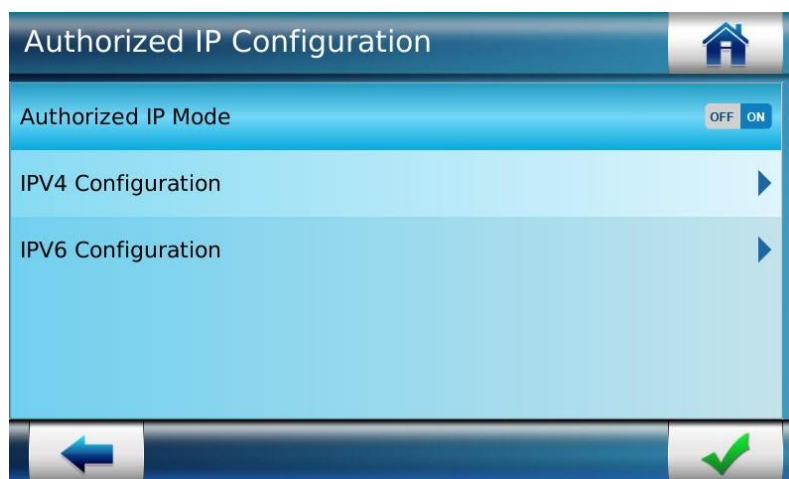 Authorized IP Configuration
Authorized IP Mode
OFF ON
IPV4 Configuration
IPV6 Configuration